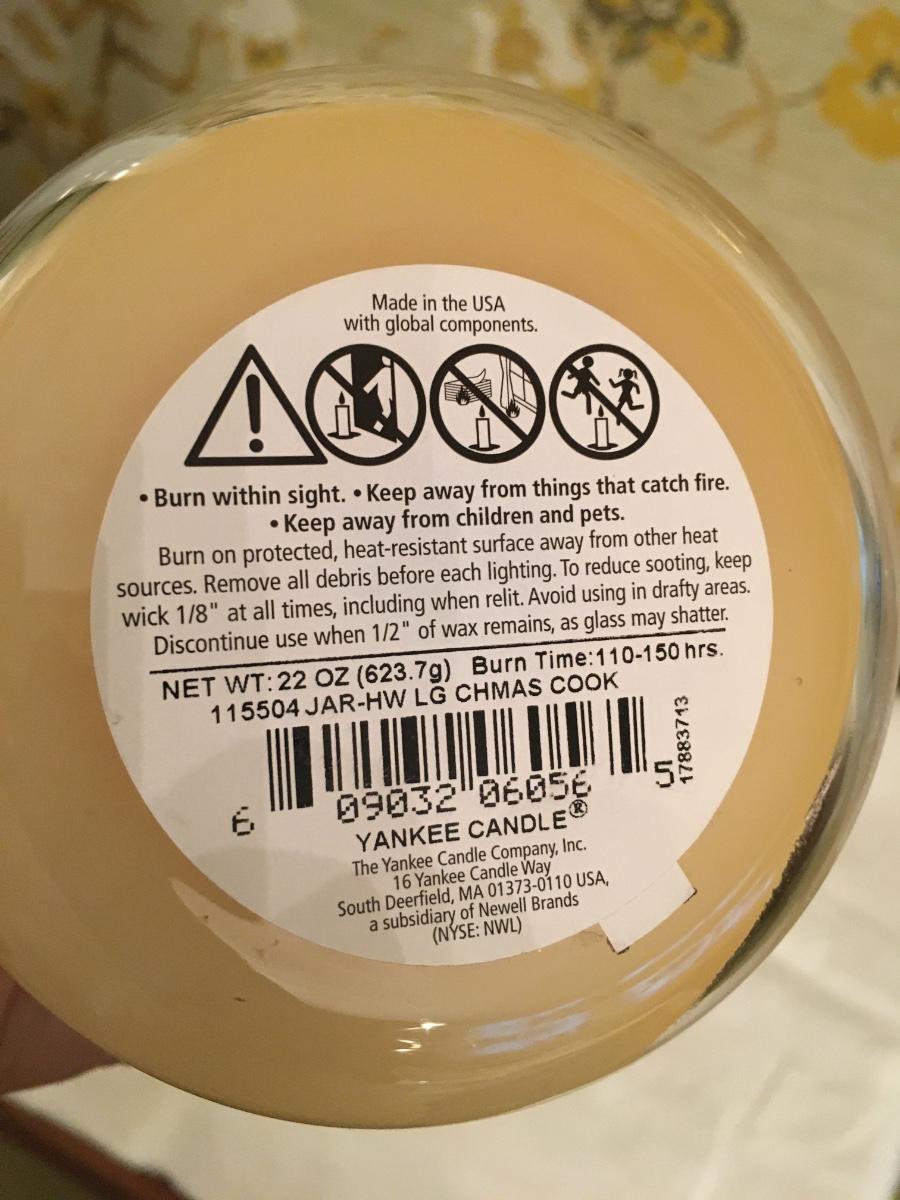 Made in the USA
with global components.
• Burn within sight. • Keep away from things that catch fire.
• Keep away from children and pets.
Burn on protected, heat-resistant surface away from other heat
sources. Remove all debris before each lighting. To reduce sooting, keep
wick 1/8" at all times, including when relit. Avoid using in drafty areas.
Discontinue use when 1/2" of wax remains, as glass may shatter.
NET WT: 22 OZ (623.7g) Burn Time: 110-150 hrs.
115504 JAR-HW LG CHMAS COOK
6 09032 06056 5
17883713
YANKEE CANDLE®
The Yankee Candle Company, Inc.
16 Yankee Candle Way
South Deerfield, MA 01373-0110 USA,
a subsidiary of Newell Brands
(NYSE: NWL)